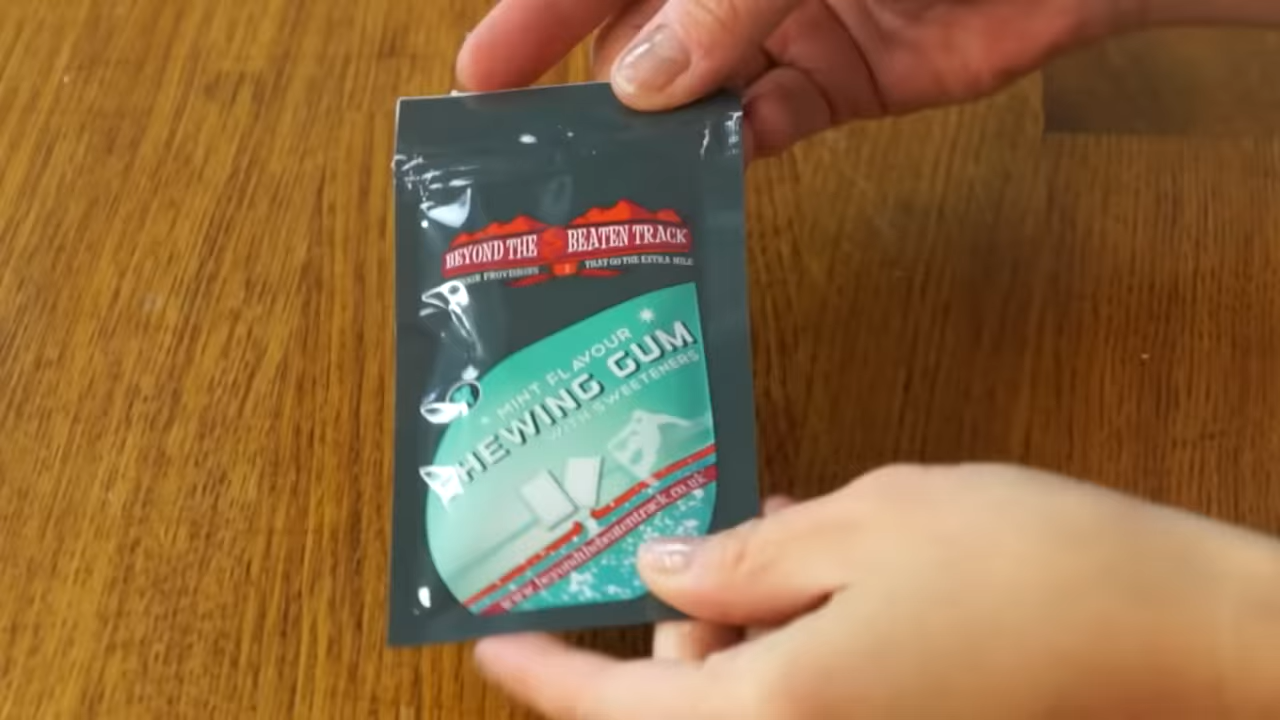 BEYOND THE BEATEN TRACK
PROVISIONS THAT GO THE EXTRA MILE
MINT FLAVOUR
HEWING GUM
WITH SWEETENERS
www.beyondthebeatentrack.co.uk